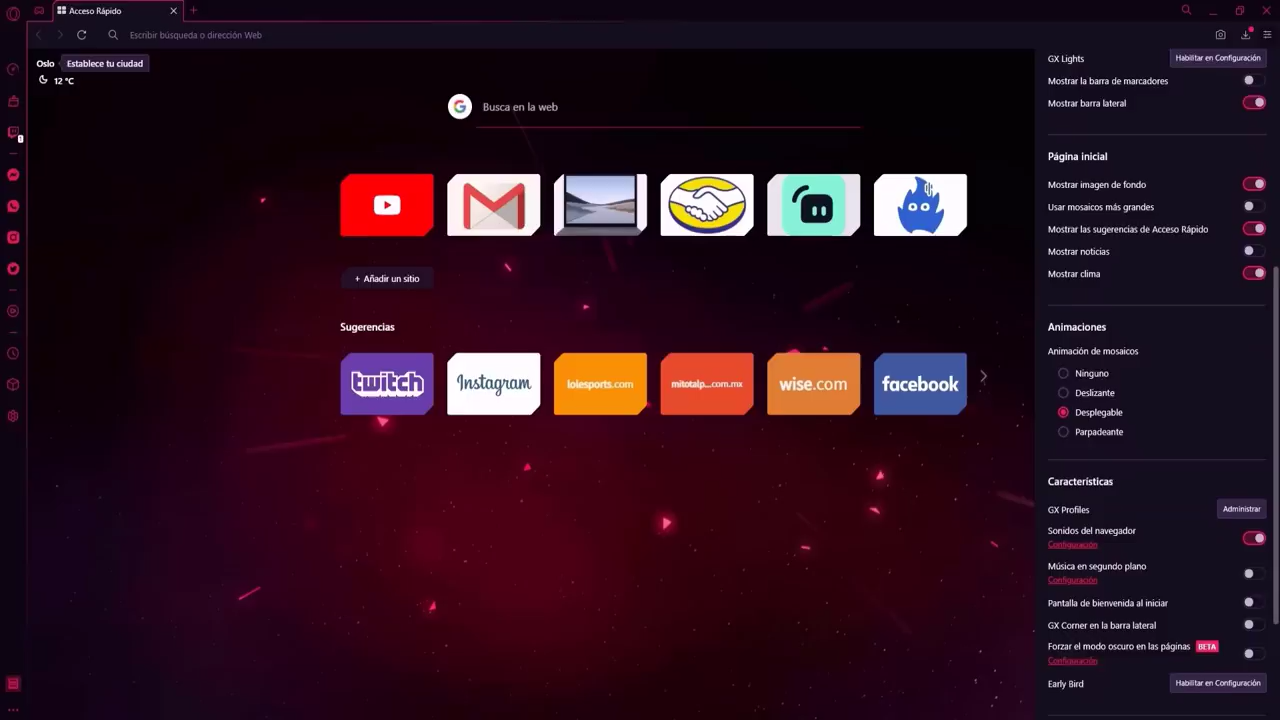 Acceso Rápido
Escribir búsqueda o dirección Web
Oslo
Establece tu ciudad
12 °C
Busca en la web
+ Añadir un sitio
Sugerencias
twitch
Instagram
lolesports.com
mitotalp... com.mx
wise.com
facebook
GX Lights
Habilitar en Configuración
Mostrar la barra de marcadores
Mostrar barra lateral
Página inicial
Mostrar imagen de fondo
Usar mosaicos más grandes
Mostrar las sugerencias de Acceso Rápido
Mostrar noticias
Mostrar clima
Animaciones
Animación de mosaicos
Ninguno
Deslizante
Desplegable
Parpadeante
Características
GX Profiles
Administrar
Sonidos del navegador
Configuración
Música en segundo plano
Configuración
Pantalla de bienvenida al iniciar
GX Corner en la barra lateral
Forzar el modo oscuro en las páginas BETA
Configuración
Early Bird
Habilitar en Configuración